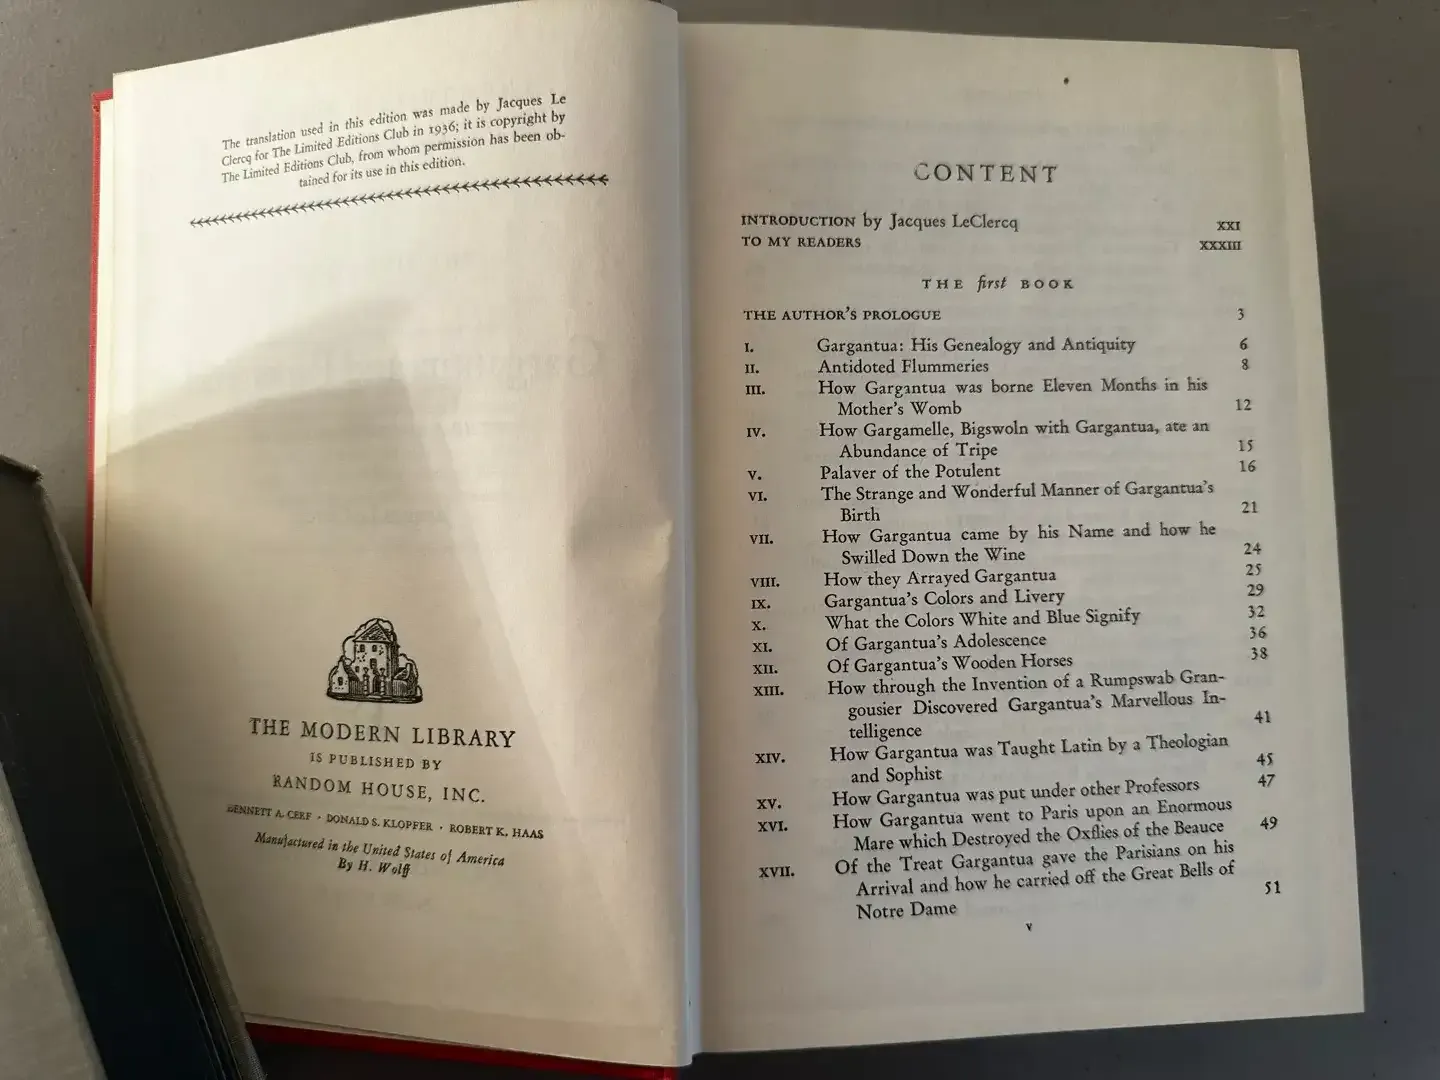 The translation used in this edition was made by Jacques Le
Clercq for The Limited Editions Club in 1936; it is copyright by
The Limited Editions Club, from whom permission has been ob-
tained for its use in this edition.
THE MODERN LIBRARY
IS PUBLISHED BY
RANDOM HOUSE, INC.
BENNETT A. CERF · DONALD S. KLOPFER · ROBERT K. HAAS
Manufactured in the United States of America
By H. Wolff
CONTENT
INTRODUCTION by Jacques LeClercq XXI
TO MY READERS XXXIII
THE first BOOK
THE AUTHOR'S PROLOGUE 3
I. Gargantua: His Genealogy and Antiquity 6
II. Antidoted Flummeries 8
III. How Gargantua was borne Eleven Months in his
Mother's Womb 12
IV. How Gargamelle, Bigswoln with Gargantua, ate an
Abundance of Tripe 15
V. Palaver of the Potulent 16
VI. The Strange and Wonderful Manner of Gargantua's
Birth 21
VII. How Gargantua came by his Name and how he
Swilled Down the Wine 24
VIII. How they Arrayed Gargantua 25
IX. Gargantua's Colors and Livery 29
X. What the Colors White and Blue Signify 32
XI. Of Gargantua's Adolescence 36
XII. Of Gargantua's Wooden Horses 38
XIII. How through the Invention of a Rumpswab Gran-
gousier Discovered Gargantua's Marvellous In-
telligence 41
XIV. How Gargantua was Taught Latin by a Theologian
and Sophist 45
XV. How Gargantua was put under other Professors 47
XVI. How Gargantua went to Paris upon an Enormous
Mare which Destroyed the Oxflies of the Beauce 49
XVII. Of the Treat Gargantua gave the Parisians on his
Arrival and how he carried off the Great Bells of
Notre Dame 51
v